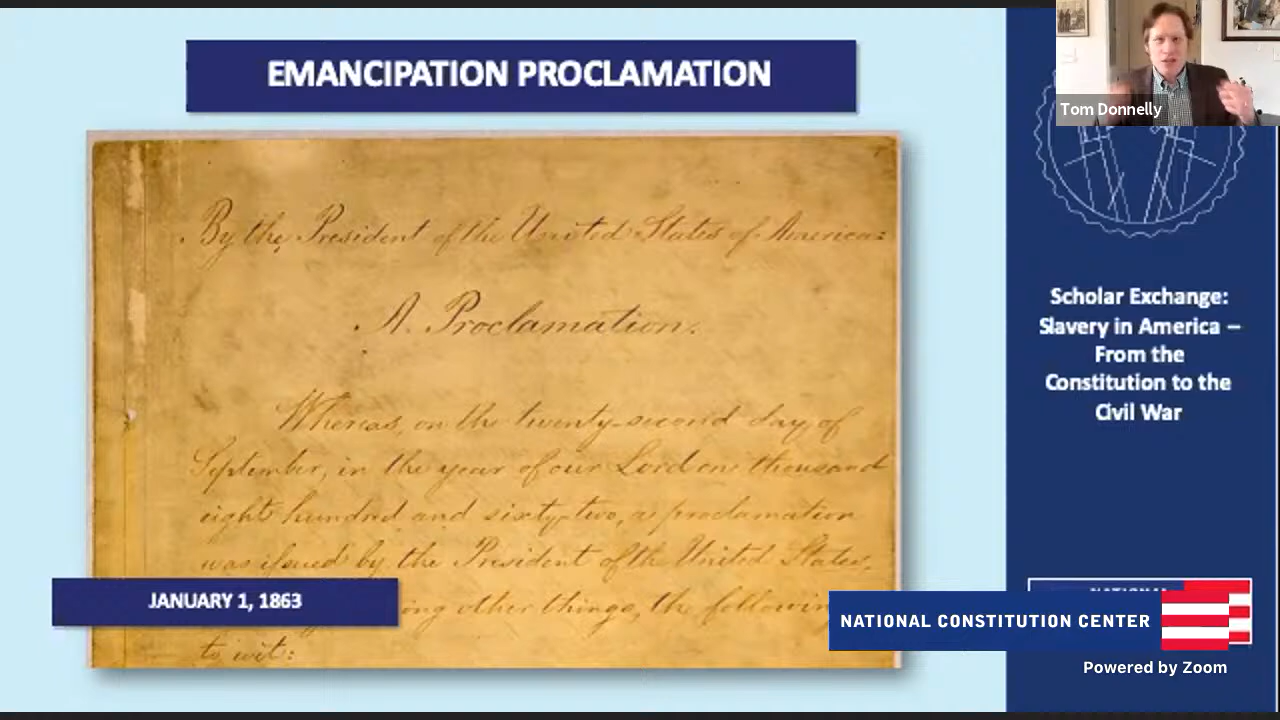 EMANCIPATION PROCLAMATION
By the President of the United States of America:
A Proclamation.
Whereas, on the twenty-second day of
September, in the year of our Lord one thousand
eight hundred and sixty-two, a proclamation
was issued by the President of the United States,
other things, the
to wit:
JANUARY 1, 1863
Tom Donnelly
Scholar Exchange:
Slavery in America –
From the
Constitution to the
Civil War
NATIONAL
NATIONAL CONSTITUTION CENTER
Powered by Zoom